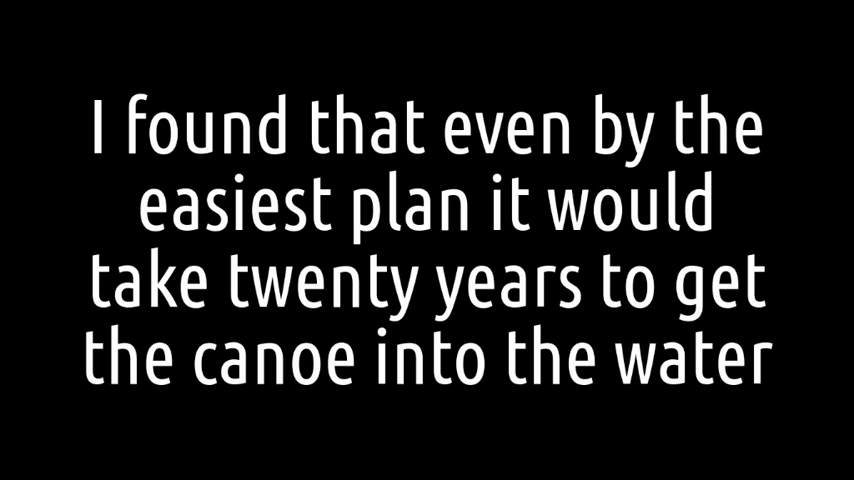 I found that even by the
easiest plan it would
take twenty years to get
the canoe into the water